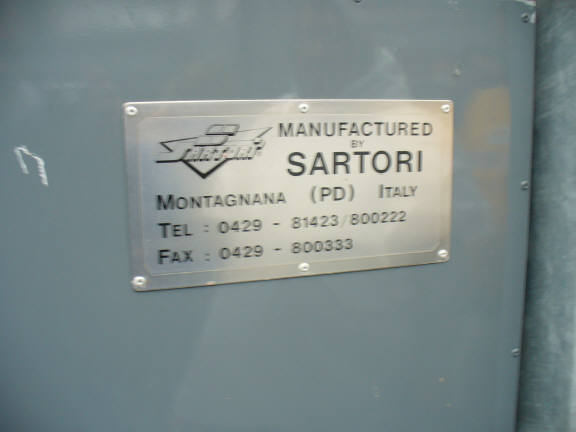 SARTORI
MANUFACTURED
BY
SARTORI
MONTAGNANA (PD) ITALY
TEL : 0429 - 81423/800222
FAX : 0429 - 800333